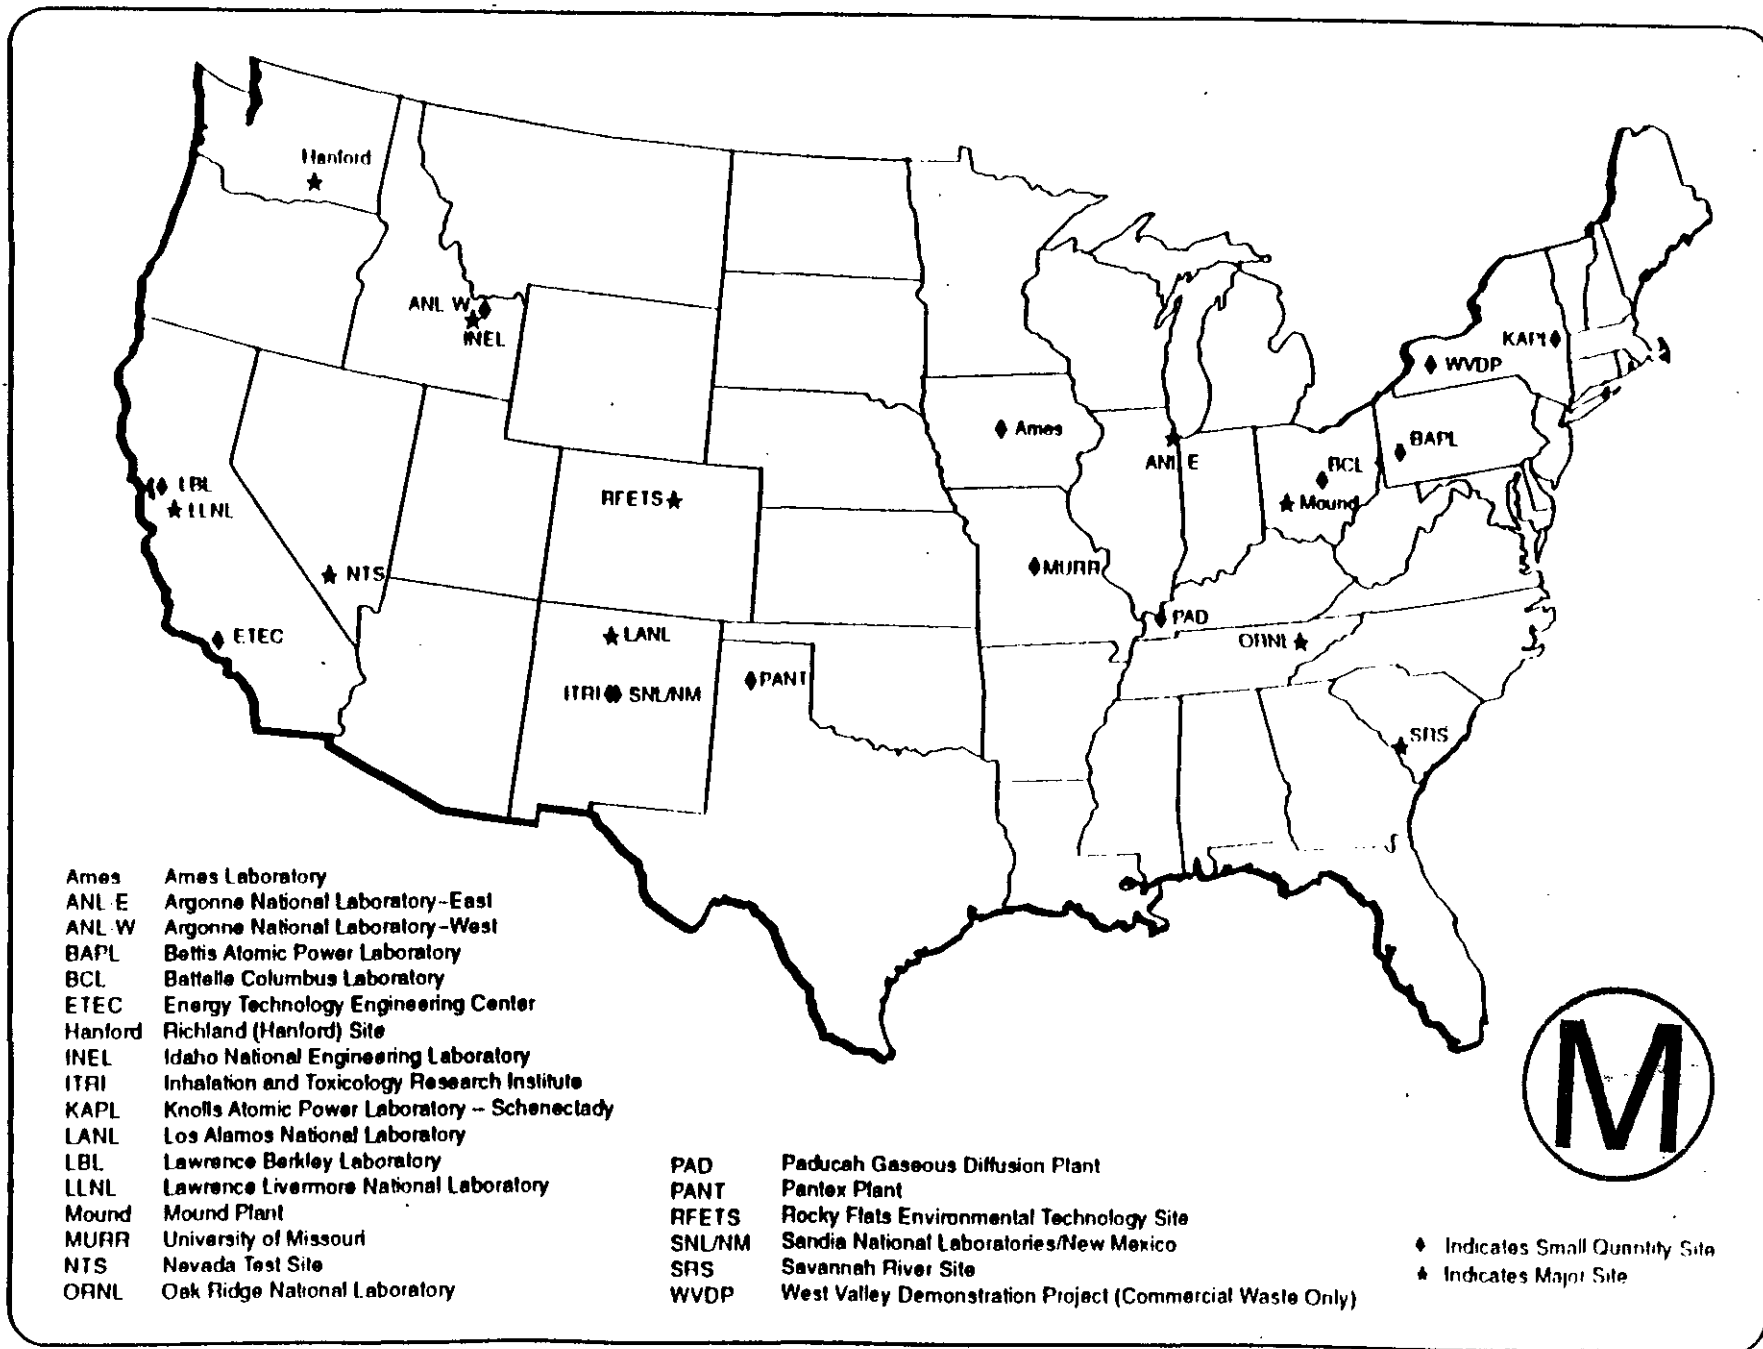 Hanford
ANL W
INEL
KAPL
WVDP
Ames
BAPL
ANL E
BCL
LBL
RFETS
Mound
LLNL
NTS
MURR
PAD
ETEC
LANL
ORNL
ITRI SNL/NM
PANT
SRS
Ames Ames Laboratory
ANL-E Argonne National Laboratory-East
ANL-W Argonne National Laboratory-West
BAPL Bettis Atomic Power Laboratory
BCL Battelle Columbus Laboratory
ETEC Energy Technology Engineering Center
Hanford Richland (Hanford) Site
INEL Idaho National Engineering Laboratory
ITRI Inhalation and Toxicology Research Institute
KAPL Knolls Atomic Power Laboratory - Schenectady
LANL Los Alamos National Laboratory
LBL Lawrence Berkley Laboratory
LLNL Lawrence Livermore National Laboratory
Mound Mound Plant
MURR University of Missouri
NTS Nevada Test Site
ORNL Oak Ridge National Laboratory
PAD Paducah Gaseous Diffusion Plant
PANT Pantex Plant
RFETS Rocky Flats Environmental Technology Site
SNL/NM Sandia National Laboratories/New Mexico
SRS Savannah River Site
WVDP West Valley Demonstration Project (Commercial Waste Only)
M
Indicates Small Quantity Site
Indicates Major Site